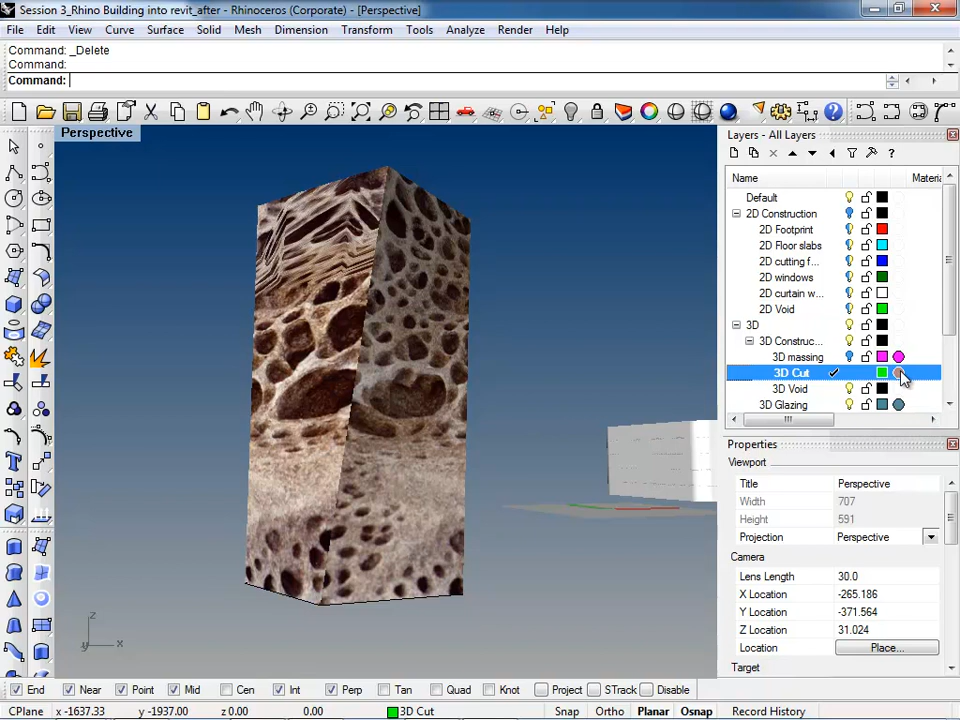 Session 3_Rhino Building into revit_after - Rhinoceros (Corporate) - [Perspective]
File Edit View Curve Surface Solid Mesh Dimension Transform Tools Analyze Render Help
Command: _Delete
Command:
Command:
Perspective
Layers - All Layers
Name Material
Default
2D Construction
2D Footprint
2D Floor slabs
2D cutting f...
2D windows
2D curtain w...
2D Void
3D
3D Construc...
3D massing
3D Cut
3D Void
3D Glazing
Properties
Viewport
Title Perspective
Width 707
Height 591
Projection Perspective
Camera
Lens Length 30.0
X Location -265.186
Y Location -371.564
Z Location 31.024
Location Place...
Target
z
y x
End Near Point Mid Cen Int Perp Tan Quad Knot Project STrack Disable
CPlane x -1637.33 y -1937.00 z 0.00 0.00 3D Cut Snap Ortho Planar Osnap Record History